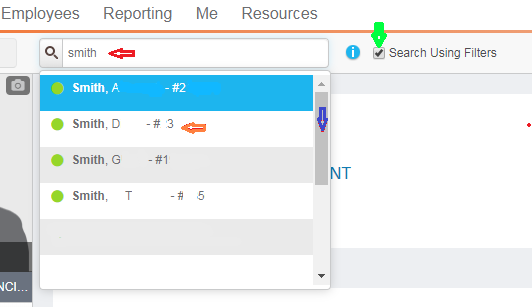 Employees Reporting Me Resources
smith
Search Using Filters
Smith, A - #2
Smith, D - # 3
Smith, G - #1
Smith, T - # 5
NT
NCI...